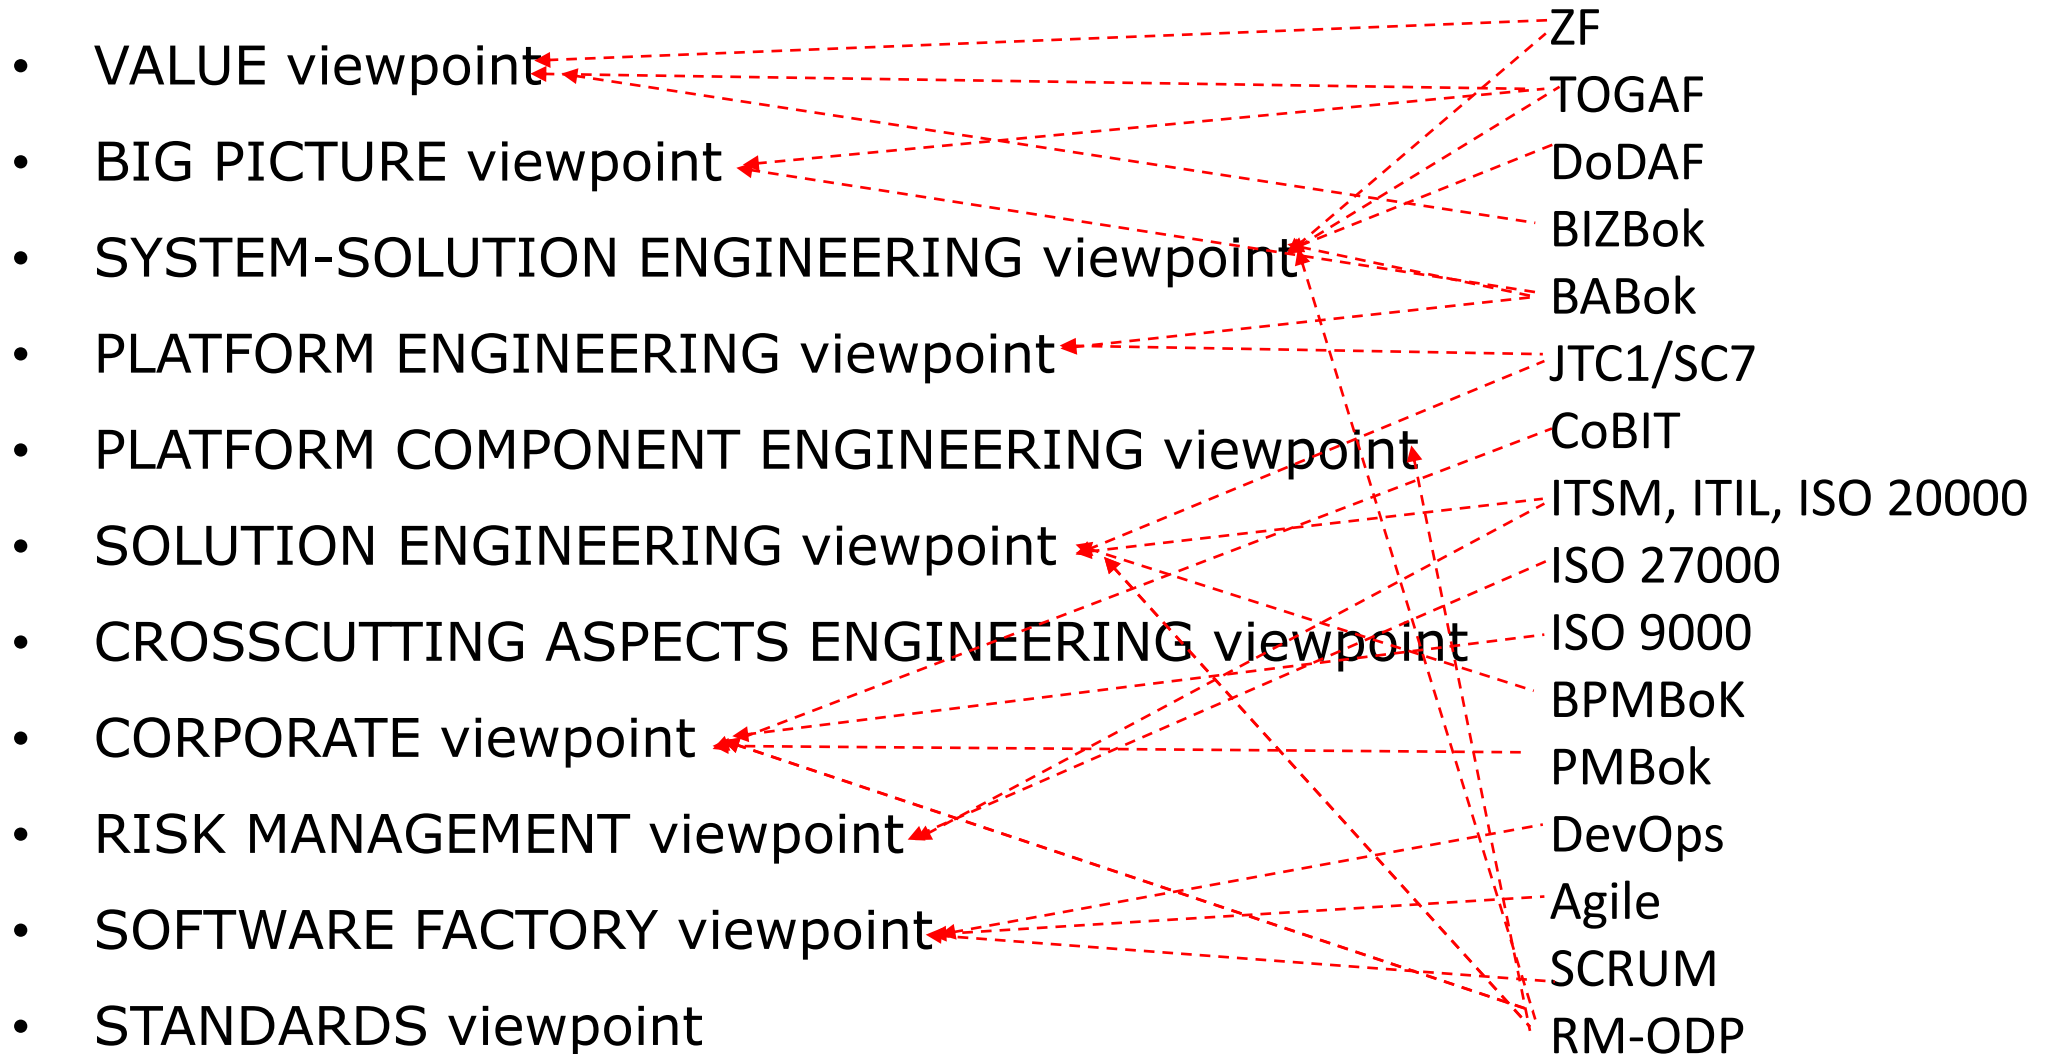 • VALUE viewpoint
• BIG PICTURE viewpoint
• SYSTEM-SOLUTION ENGINEERING viewpoint
• PLATFORM ENGINEERING viewpoint
• PLATFORM COMPONENT ENGINEERING viewpoint
• SOLUTION ENGINEERING viewpoint
• CROSSCUTTING ASPECTS ENGINEERING viewpoint
• CORPORATE viewpoint
• RISK MANAGEMENT viewpoint
• SOFTWARE FACTORY viewpoint
• STANDARDS viewpoint
ZF
TOGAF
DoDAF
BIZBok
BABok
JTC1/SC7
CoBIT
ITSM, ITIL, ISO 20000
ISO 27000
ISO 9000
BPMBoK
PMBok
DevOps
Agile
SCRUM
RM-ODP